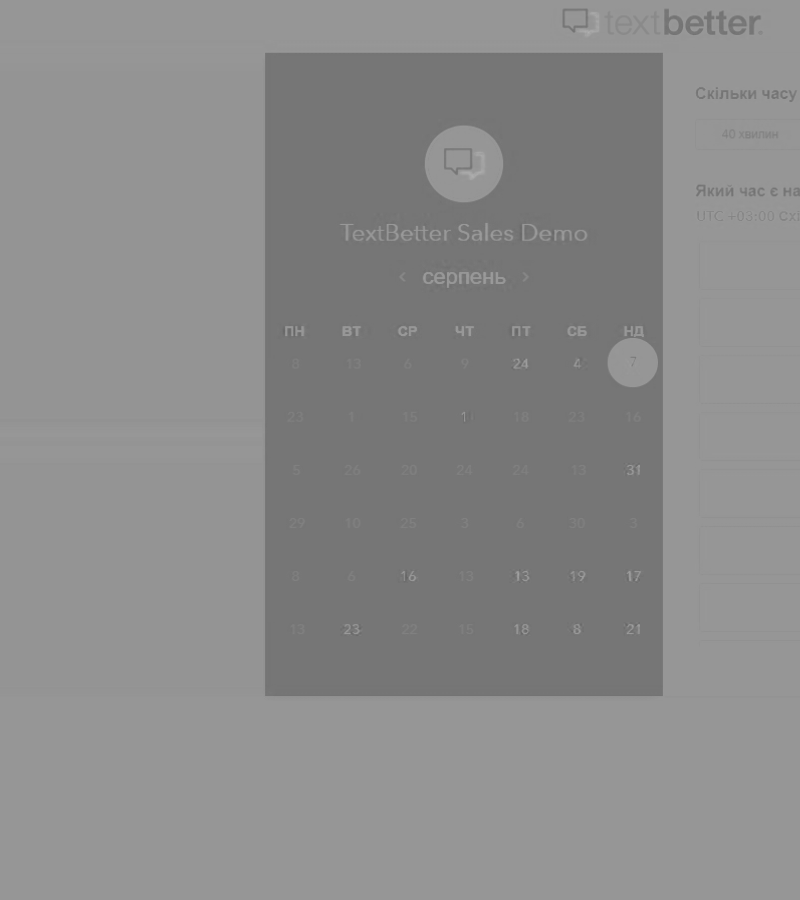 textbetter.
Скільки часу
40 хвилин
Який час є на
UTC +03:00 Схі
TextBetter Sales Demo
‹ серпень ›
ПН ВТ СР ЧТ ПТ СБ НД
8 13 6 9 24 4 7
23 1 15 1 18 23 16
5 26 20 24 24 13 31
29 10 25 3 6 30 3
8 6 16 13 13 19 17
13 23 22 15 18 8 21